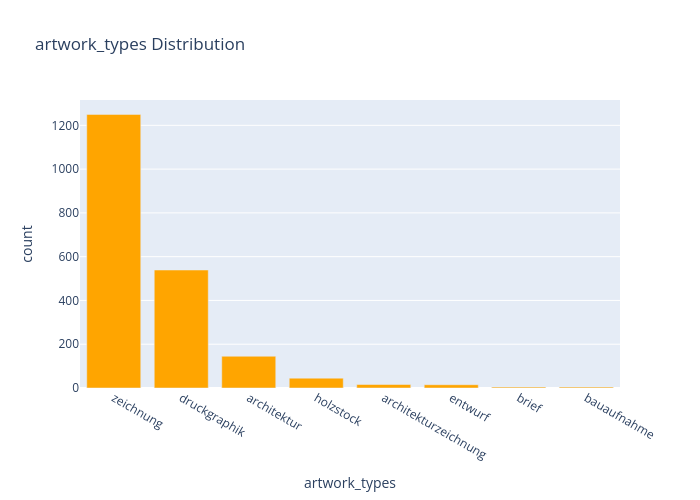 artwork_types Distribution
1200
1000
800
600
400
200
0
count
zeichnung
druckgraphik
architektur
holzstock
architekturzeichnung
entwurf
brief
bauaufnahme
artwork_types